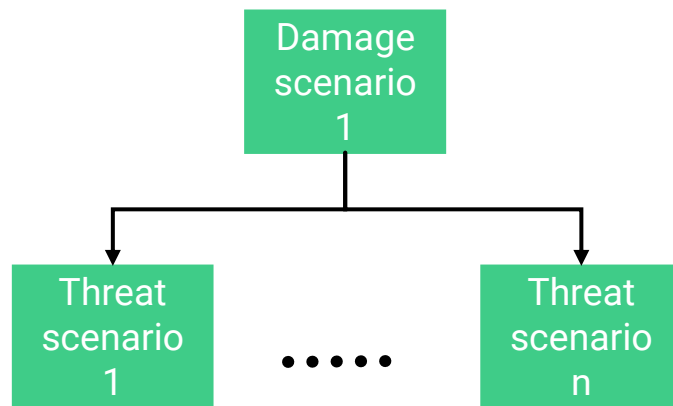 Damage
scenario
1
Threat
scenario
1
.....
Threat
scenario
n